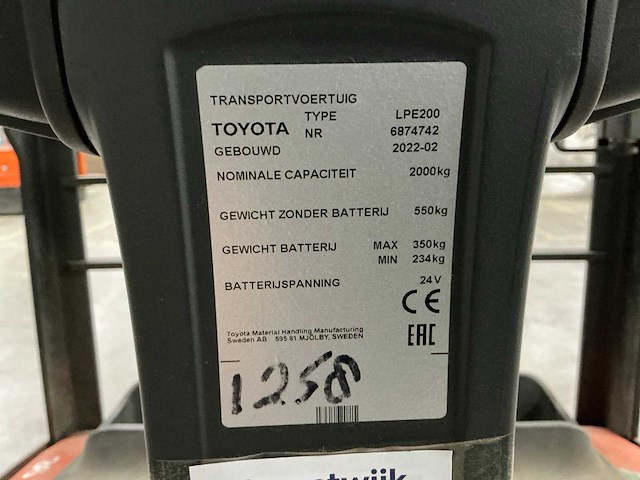 TRANSPORTVOERTUIG
TYPE LPE200
TOYOTA NR 6874742
GEBOUWD 2022-02
NOMINALE CAPACITEIT 2000kg
GEWICHT ZONDER BATTERIJ 550kg
GEWICHT BATTERIJ MAX 350kg
MIN 234kg
BATTERIJSPANNING 24V
CE
EAC
Toyota Material Handling Manufacturing
Sweden AB 595 81 MJÖLBY, SWEDEN
1258